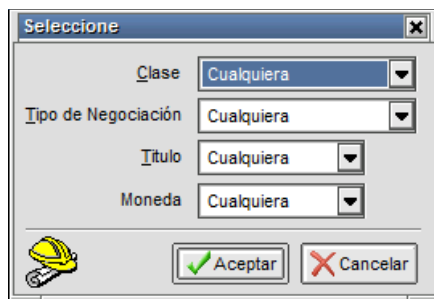 Seleccione
Clase Cualquiera
Tipo de Negociación Cualquiera
Titulo Cualquiera
Moneda Cualquiera
Aceptar Cancelar